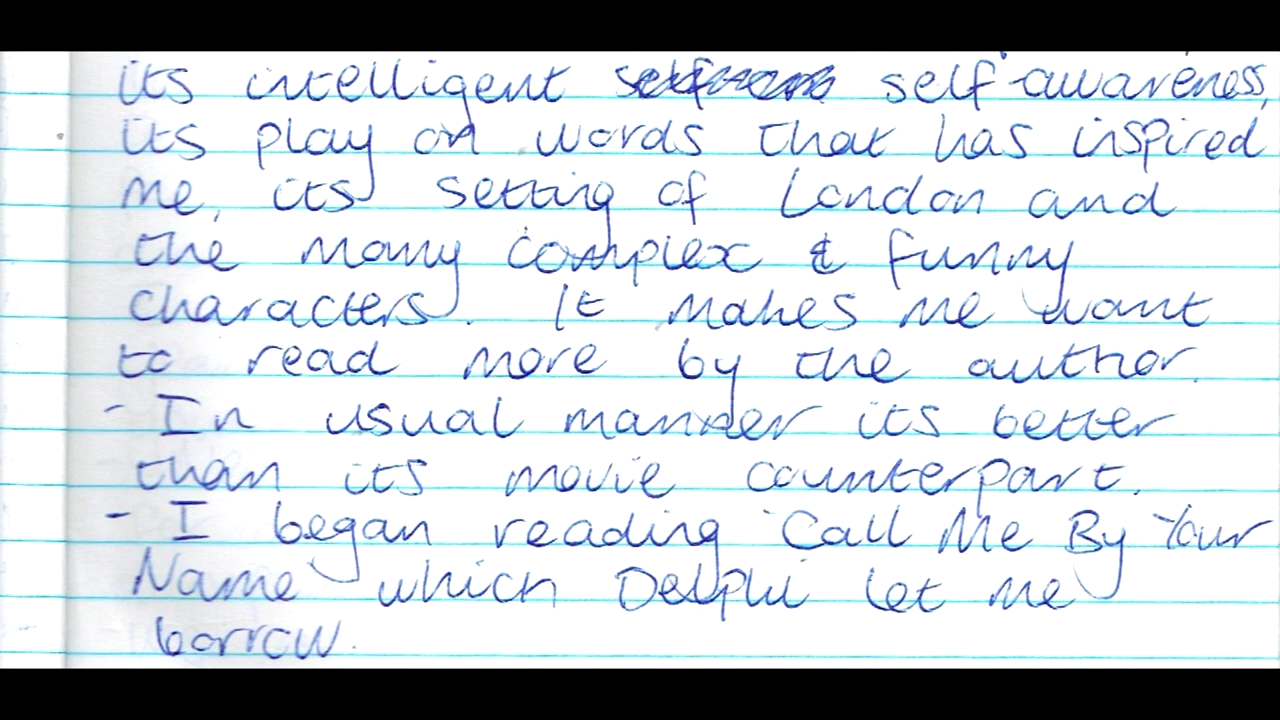 its intelligent self-awareness,
its play on words that has inspired
me, its setting of London and
the many complex & funny
characters. It makes me want
to read more by the author.
- In usual manner its better
than its movie counterpart.
- I began reading 'Call Me By Your
Name which Delphi let me
borrow.